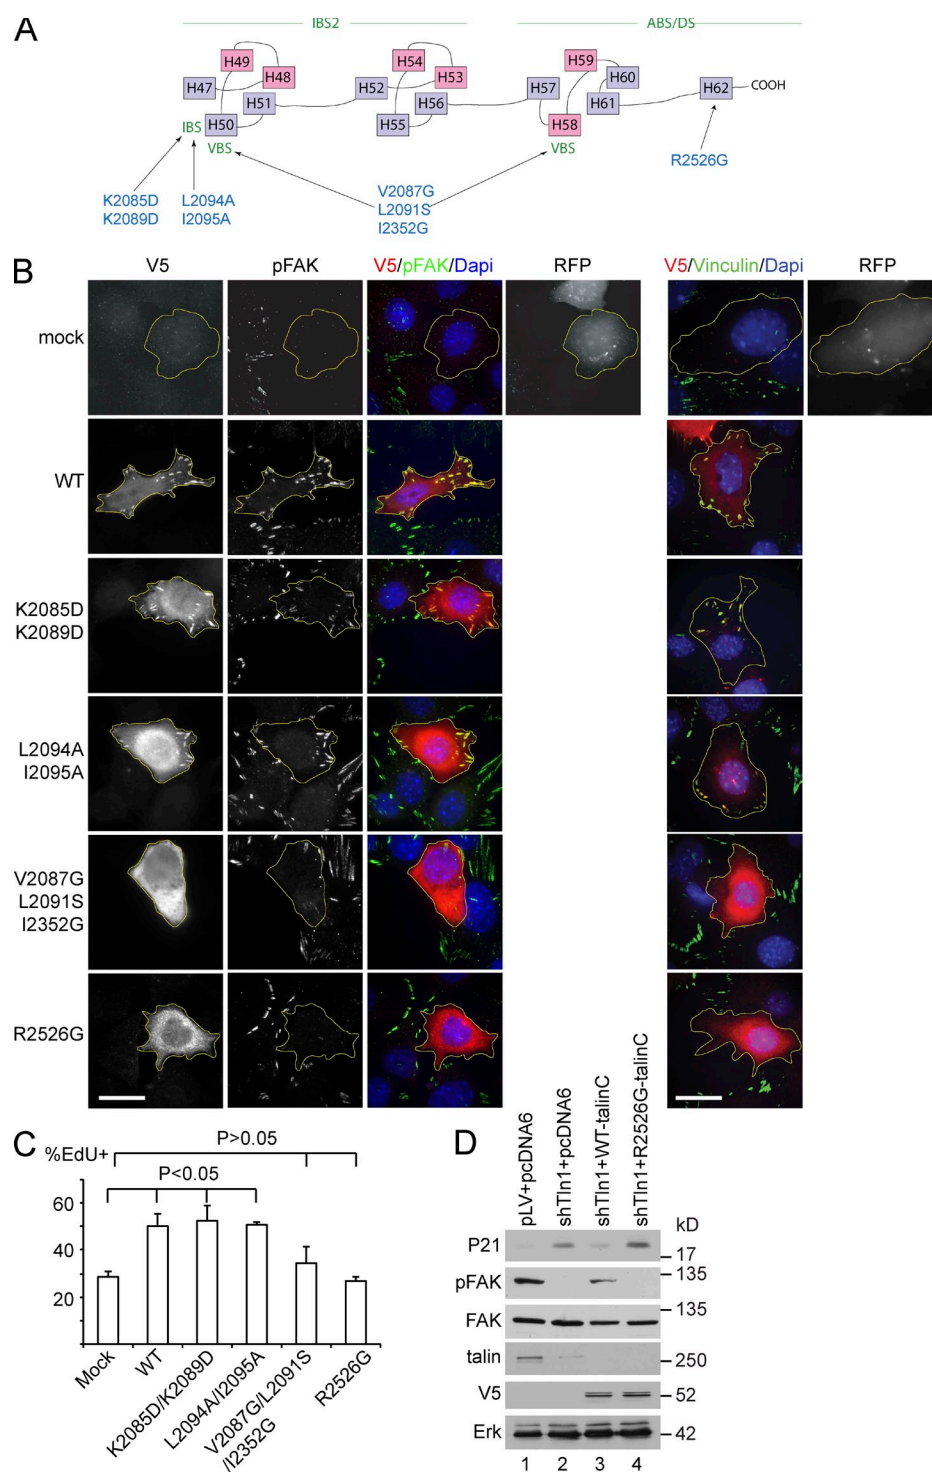 A
IBS2
ABS/DS
H49
H54
H59
H47
H48
H52
H53
H57
H60
H62
COOH
H51
H56
H61
IBS
H50
H55
H58
VBS
VBS
R2526G
K2085D
K2089D
L2094A
I2095A
V2087G
L2091S
I2352G
B
V5
pFAK
V5/pFAK/Dapi
RFP
V5/Vinculin/Dapi
RFP
mock
WT
K2085D
K2089D
L2094A
I2095A
V2087G
L2091S
I2352G
R2526G
C
%EdU+
P>0.05
P<0.05
60
40
20
Mock
WT
K2085D/K2089D
L2094A/I2095A
V2087G/L2091S
/I2352G
R2526G
D
pLV+pcDNA6
shTln1+pcDNA6
shTln1+WT-talinC
shTln1+R2526G-talinC
kD
P21
17
pFAK
135
FAK
135
talin
250
V5
52
Erk
42
1 2 3 4